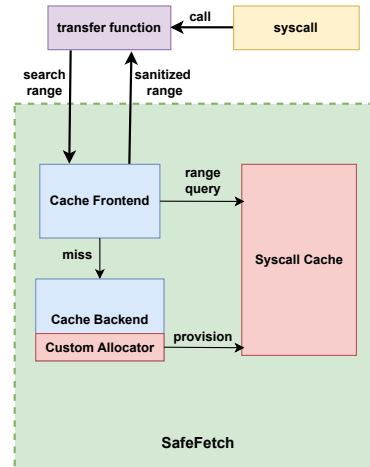 transfer function
call
syscall
search
range
sanitized
range
Cache Frontend
range
query
Syscall Cache
miss
Cache Backend
Custom Allocator
provision
SafeFetch